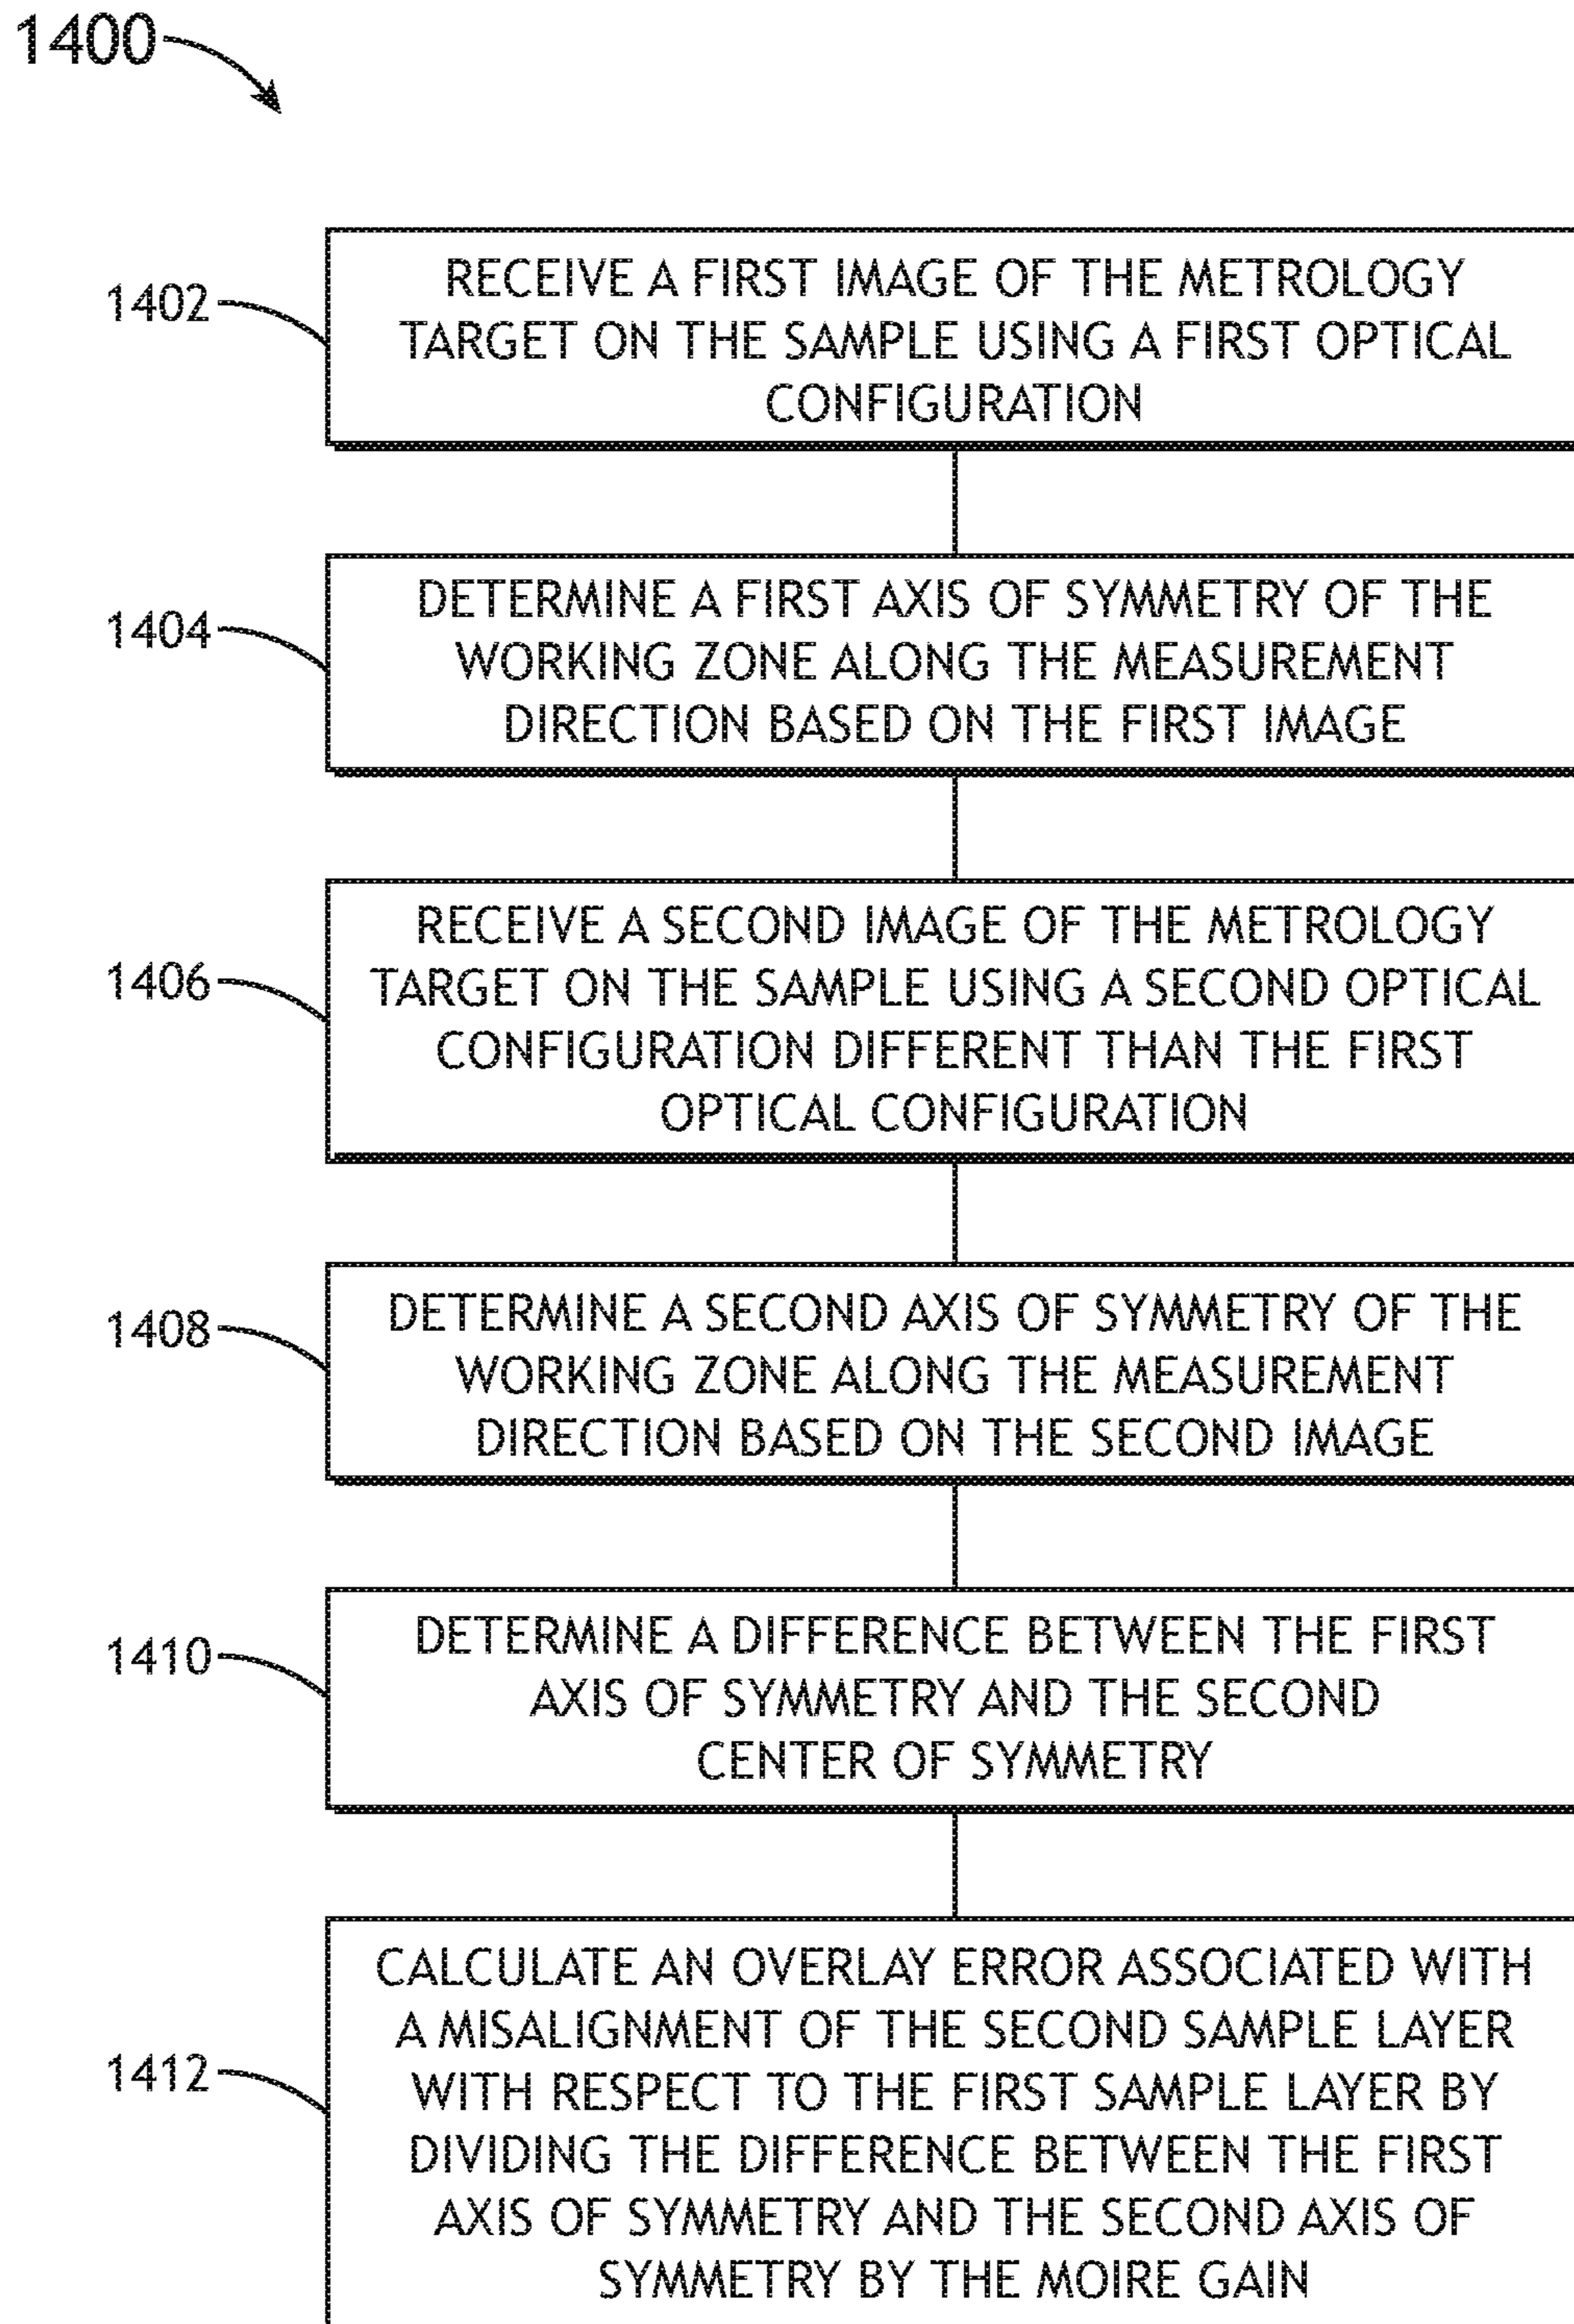 1400
1402
RECEIVE A FIRST IMAGE OF THE METROLOGY
TARGET ON THE SAMPLE USING A FIRST OPTICAL
CONFIGURATION
1404
DETERMINE A FIRST AXIS OF SYMMETRY OF THE
WORKING ZONE ALONG THE MEASUREMENT
DIRECTION BASED ON THE FIRST IMAGE
1406
RECEIVE A SECOND IMAGE OF THE METROLOGY
TARGET ON THE SAMPLE USING A SECOND OPTICAL
CONFIGURATION DIFFERENT THAN THE FIRST
OPTICAL CONFIGURATION
1408
DETERMINE A SECOND AXIS OF SYMMETRY OF THE
WORKING ZONE ALONG THE MEASUREMENT
DIRECTION BASED ON THE SECOND IMAGE
1410
DETERMINE A DIFFERENCE BETWEEN THE FIRST
AXIS OF SYMMETRY AND THE SECOND
CENTER OF SYMMETRY
1412
CALCULATE AN OVERLAY ERROR ASSOCIATED WITH
A MISALIGNMENT OF THE SECOND SAMPLE LAYER
WITH RESPECT TO THE FIRST SAMPLE LAYER BY
DIVIDING THE DIFFERENCE BETWEEN THE FIRST
AXIS OF SYMMETRY AND THE SECOND AXIS OF
SYMMETRY BY THE MOIRE GAIN